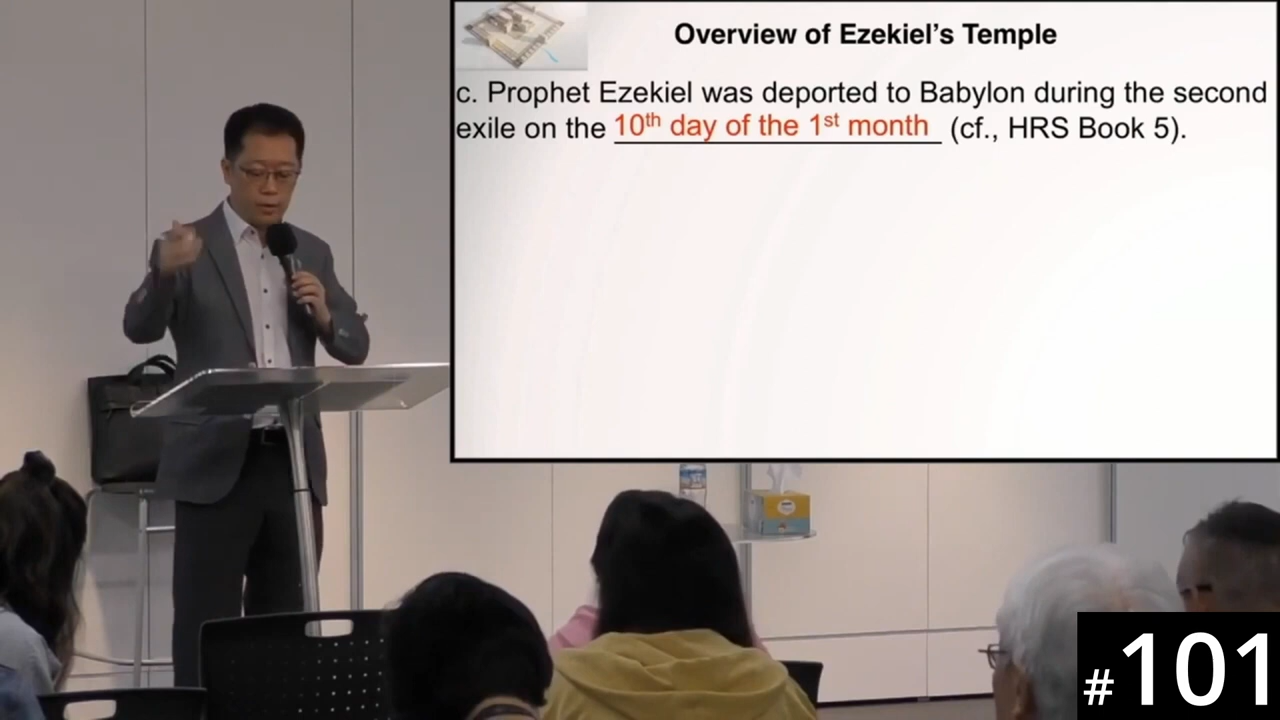 Overview of Ezekiel's Temple
c. Prophet Ezekiel was deported to Babylon during the second
exile on the 10th day of the 1st month (cf., HRS Book 5).
#101